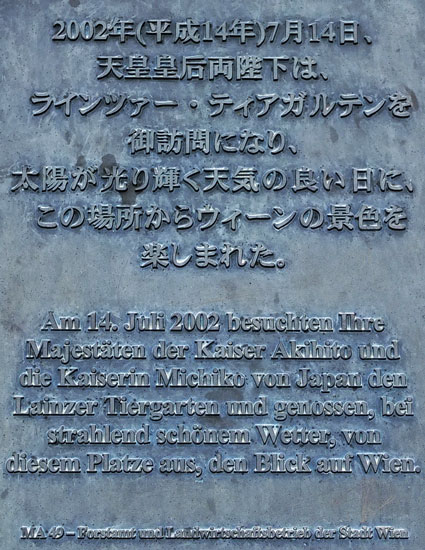 2002年(平成14年)7月14日、
天皇皇后両陛下は、
ラインツァー・ティアガルテンを
御訪問になり、
太陽が光り輝く天気の良い日に、
この場所からウィーンの景色を
楽しまれた。
Am 14. Juli 2002 besuchten Ihre
Majestäten der Kaiser Akihito und
die Kaiserin Michiko von Japan den
Lainzer Tiergarten und genossen, bei
strahlend schönem Wetter, von
diesem Platze aus, den Blick auf Wien.
MA 49 – Forstamt und Landwirtschaftsbetrieb der Stadt Wien